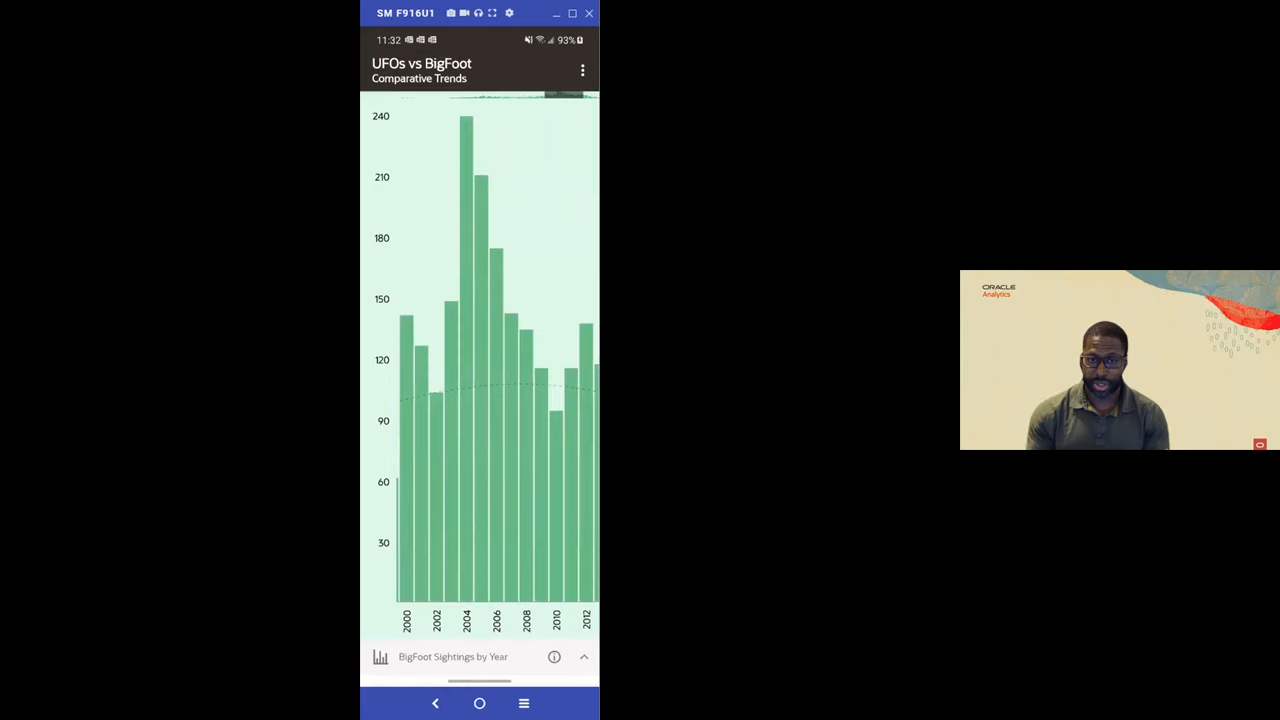 SM F916U1
11:32
93%
UFOs vs BigFoot
Comparative Trends
240
210
180
150
120
90
60
30
2000
2002
2004
2006
2008
2010
2012
BigFoot Sightings by Year
ORACLE
Analytics